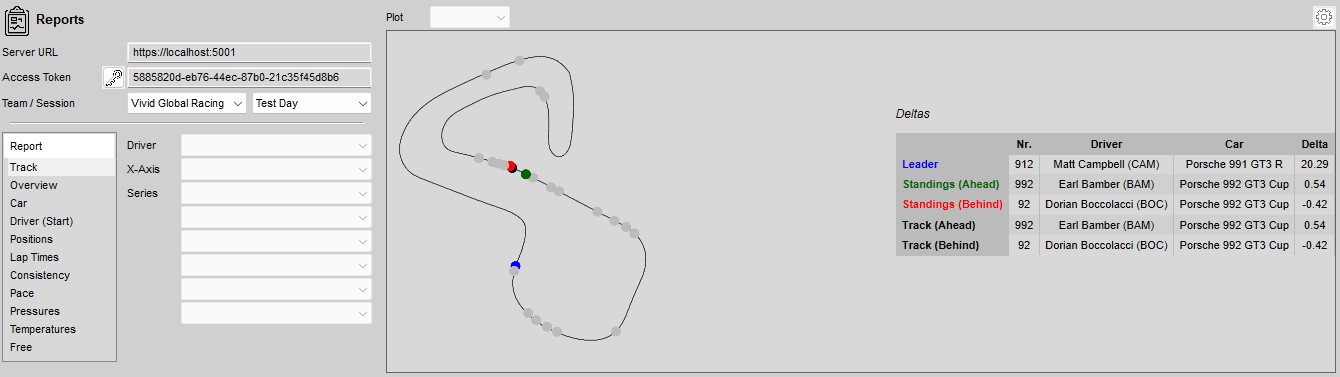 Reports
Server URL https://localhost:5001
Access Token 5885820d-eb76-44ec-87b0-21c35f45d8b6
Team / Session Vivid Global Racing Test Day
Report
Track
Overview
Car
Driver (Start)
Positions
Lap Times
Consistency
Pace
Pressures
Temperatures
Free
Driver
X-Axis
Series
Plot
Deltas
Nr. Driver Car Delta
Leader 912 Matt Campbell (CAM) Porsche 991 GT3 R 20.29
Standings (Ahead) 992 Earl Bamber (BAM) Porsche 992 GT3 Cup 0.54
Standings (Behind) 92 Dorian Boccolacci (BOC) Porsche 992 GT3 Cup -0.42
Track (Ahead) 992 Earl Bamber (BAM) Porsche 992 GT3 Cup 0.54
Track (Behind) 92 Dorian Boccolacci (BOC) Porsche 992 GT3 Cup -0.42